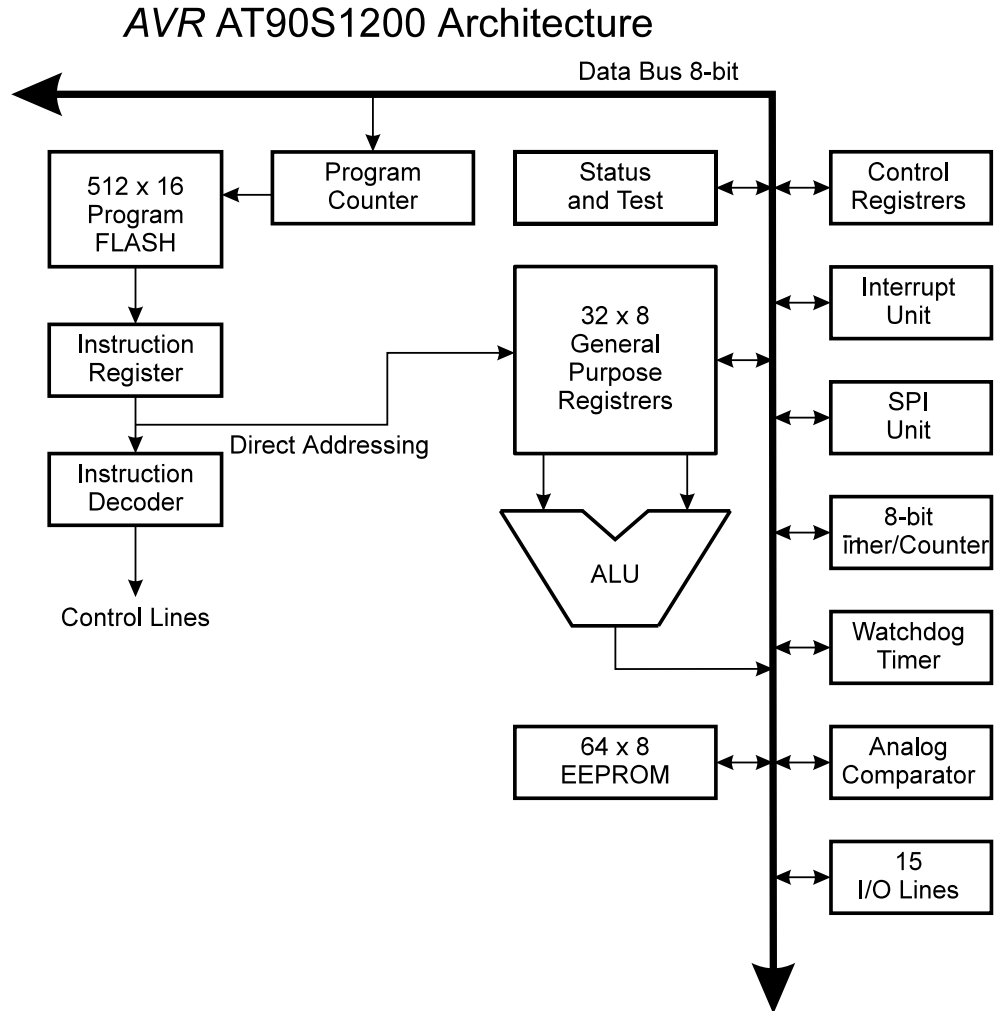 AVR AT90S1200 Architecture
Data Bus 8-bit
512 x 16
Program
FLASH
Program
Counter
Status
and Test
Control
Registrers
Instruction
Register
32 x 8
General
Purpose
Registrers
Interrupt
Unit
Direct Addressing
SPI
Unit
Instruction
Decoder
8-bit
ALU
Control Lines
Watchdog
Timer
64 x 8
EEPROM
Analog
Comparator
15
I/O Lines